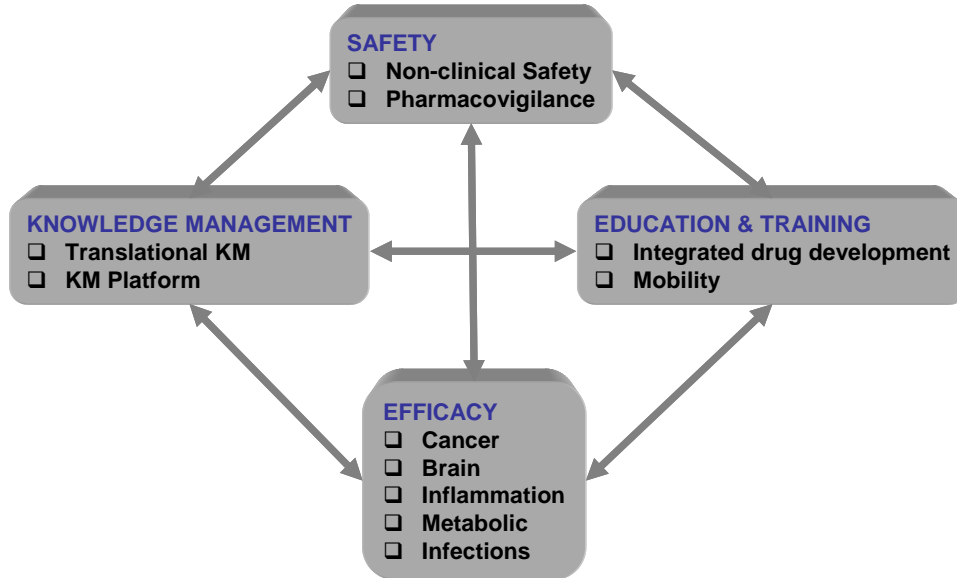 SAFETY
❑ Non-clinical Safety
❑ Pharmacovigilance
KNOWLEDGE MANAGEMENT
❑ Translational KM
❑ KM Platform
EDUCATION & TRAINING
❑ Integrated drug development
❑ Mobility
EFFICACY
❑ Cancer
❑ Brain
❑ Inflammation
❑ Metabolic
❑ Infections